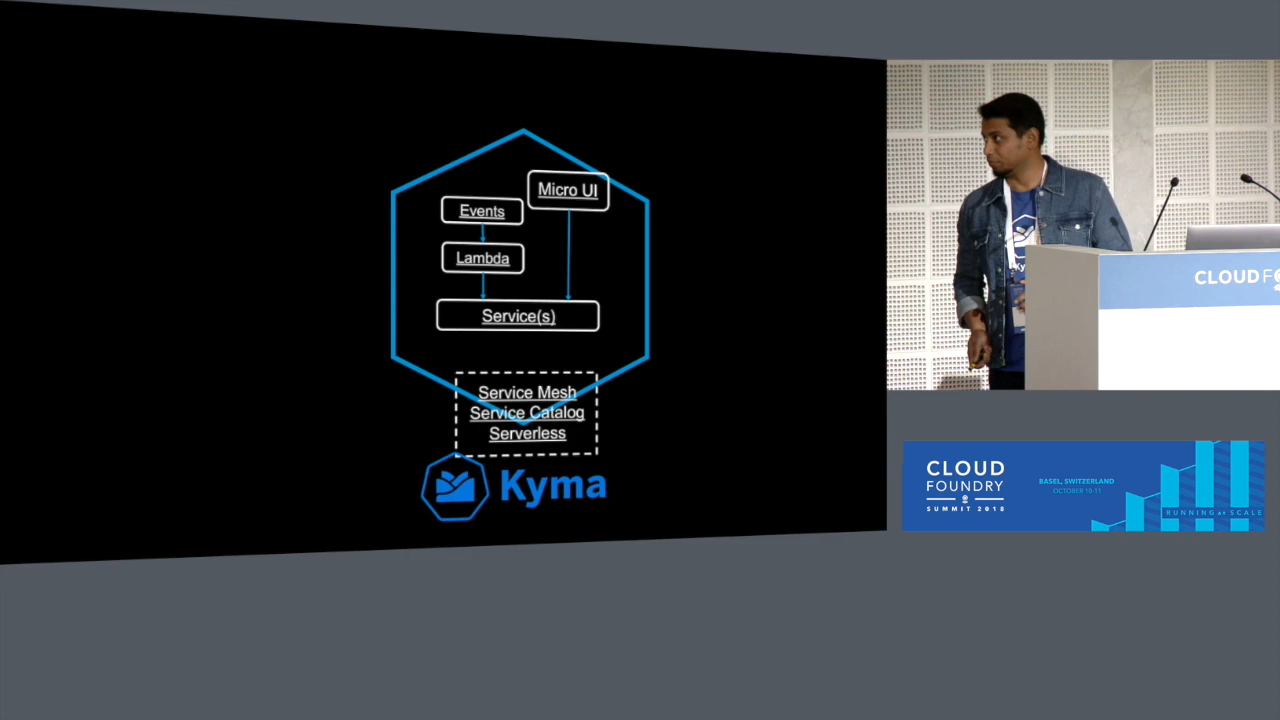 Micro UI
Events
Lambda
Service(s)
Service Mesh
Service Catalog
Serverless
Kyma
Ky
CLOUD FO
CLOUD
FOUNDRY
SUMMIT 2018
BASEL, SWITZERLAND
OCTOBER 10-11
RUNNING AT SCALE